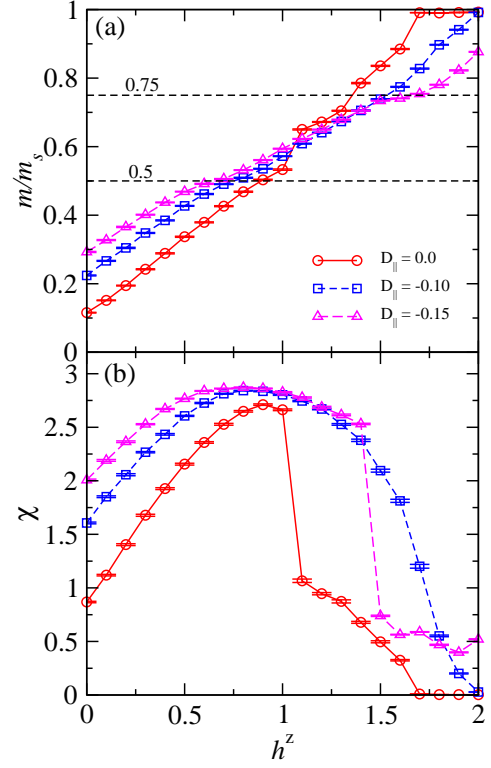 (a)
1
0.8
0.6
0.4
0.2
0
m/m_s
0.75
0.5
D_|| = 0.0
D_|| = -0.10
D_|| = -0.15
(b)
3
2.5
2
1.5
1
0.5
0
χ
0 0.5 1 1.5 2
h^z